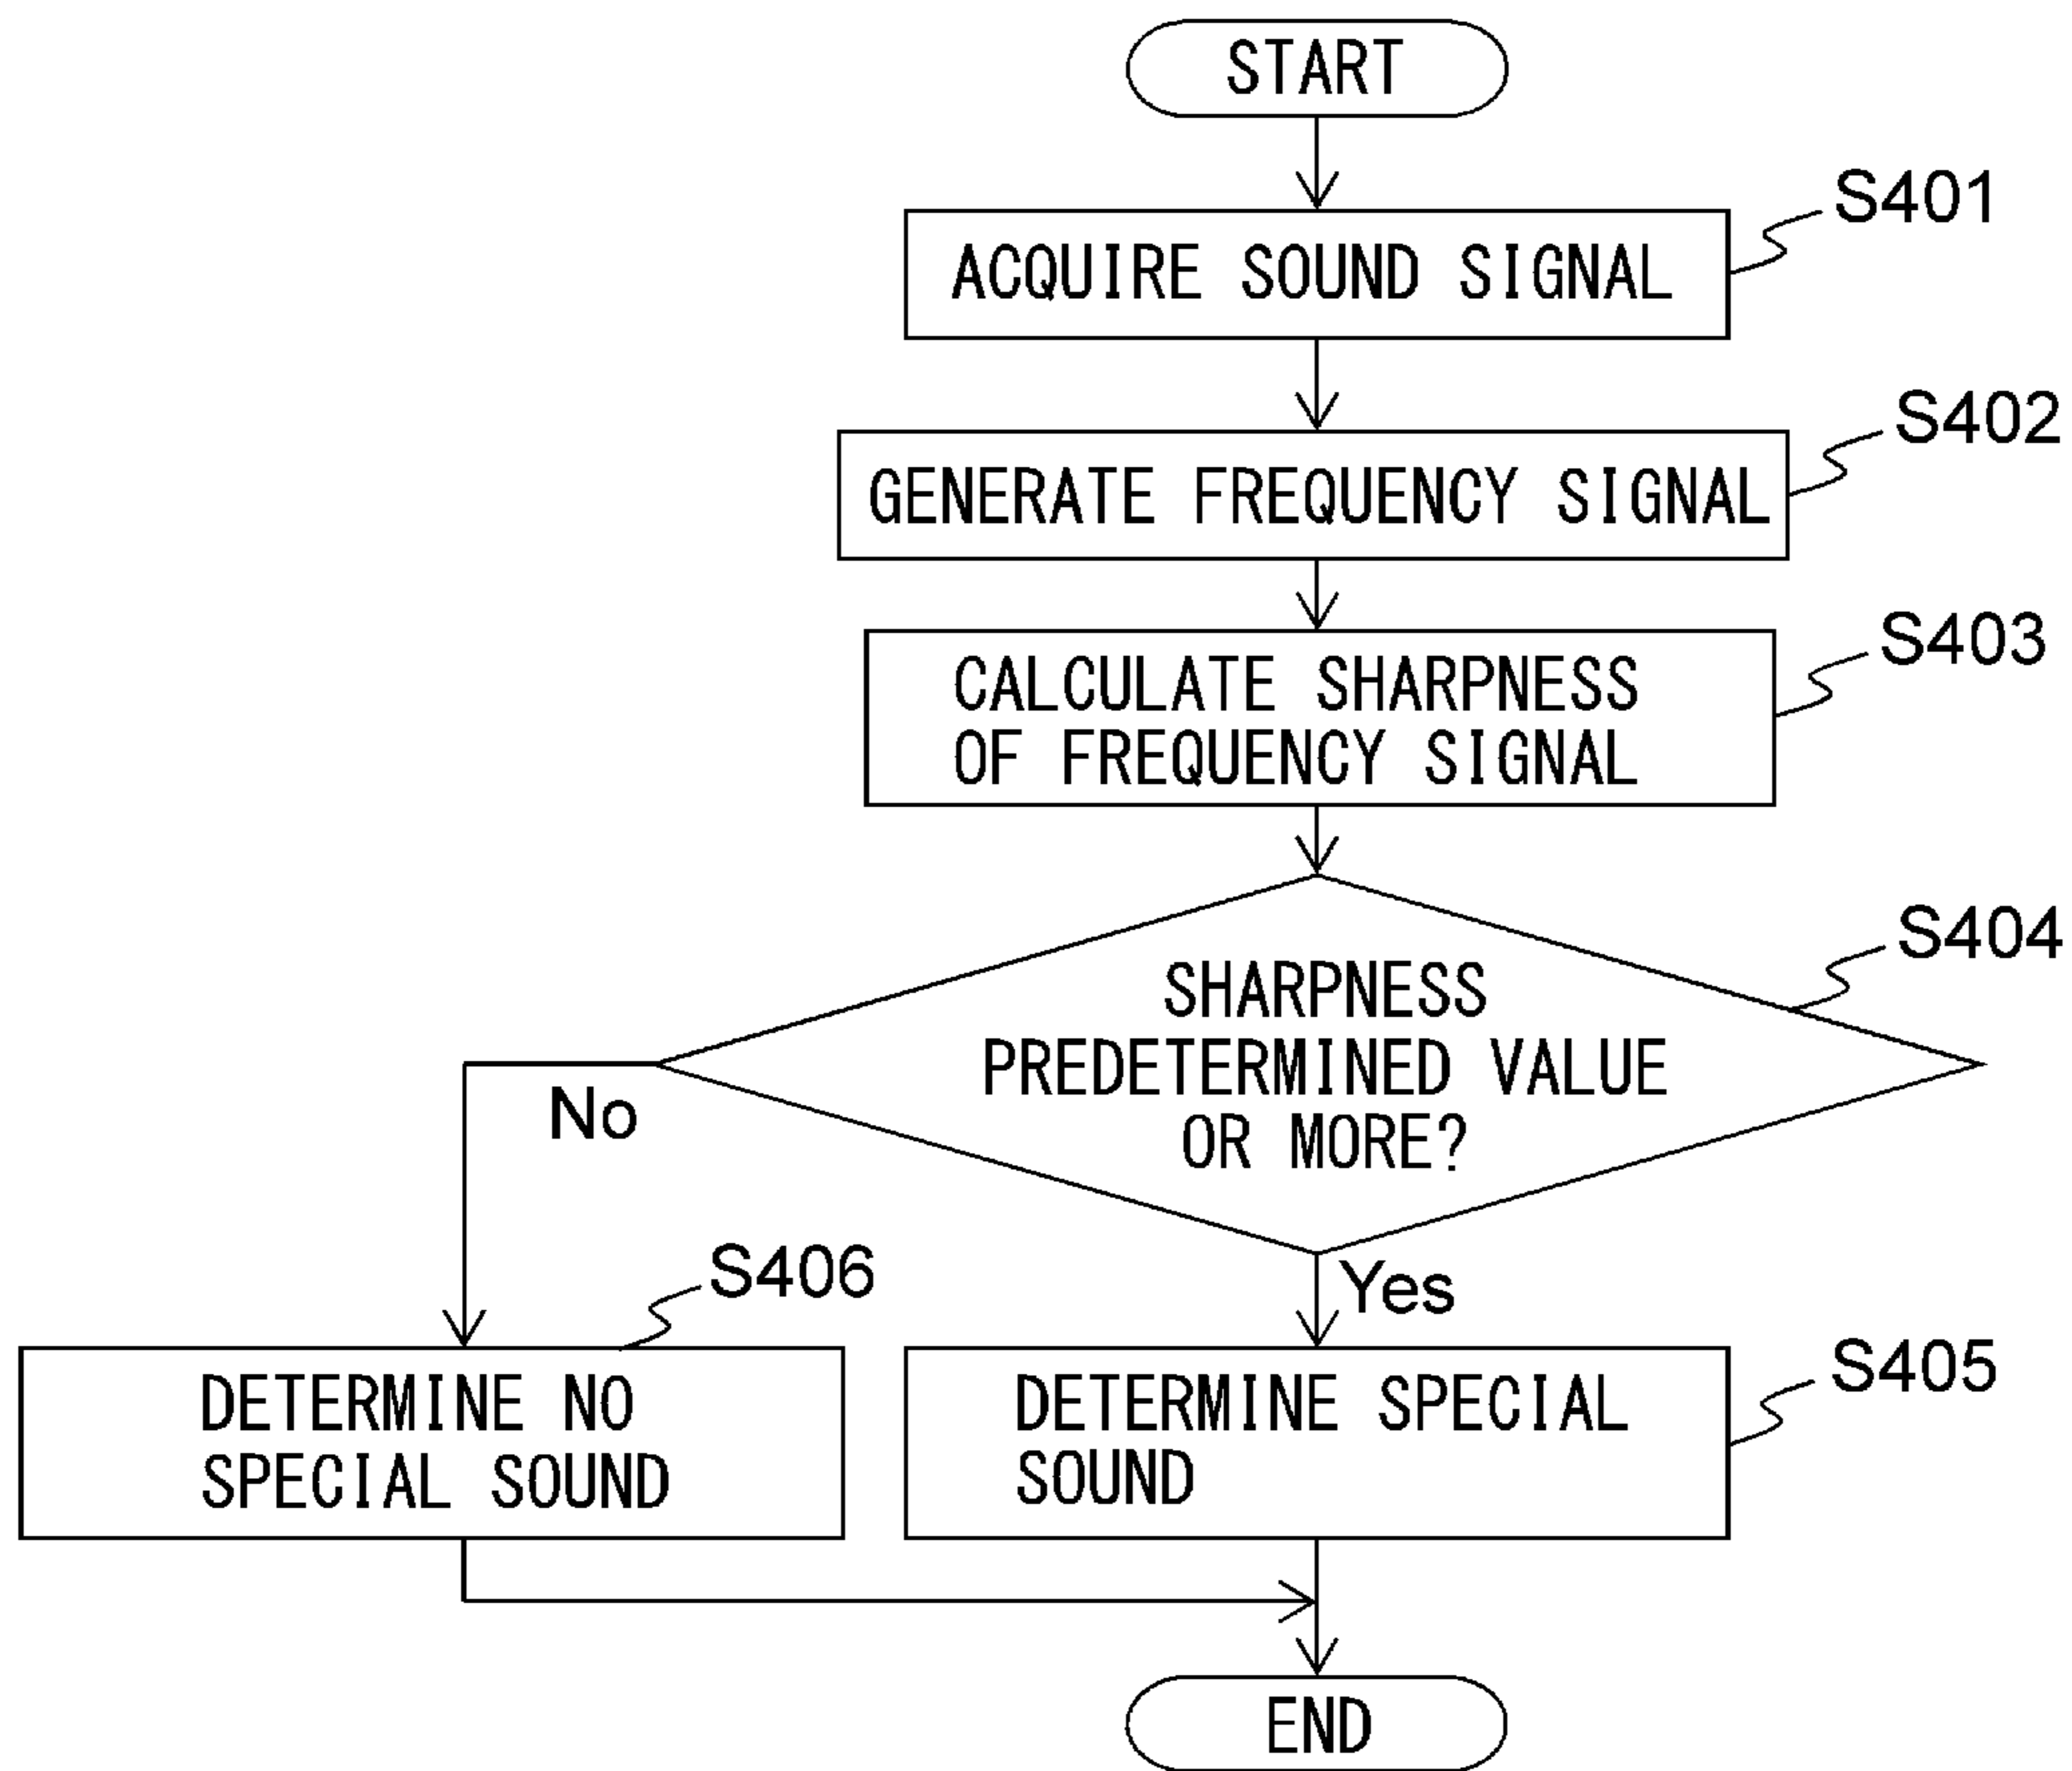 START
S401
ACQUIRE SOUND SIGNAL
S402
GENERATE FREQUENCY SIGNAL
S403
CALCULATE SHARPNESS
OF FREQUENCY SIGNAL
S404
SHARPNESS
PREDETERMINED VALUE
OR MORE?
No
Yes
S406
DETERMINE NO
SPECIAL SOUND
S405
DETERMINE SPECIAL
SOUND
END